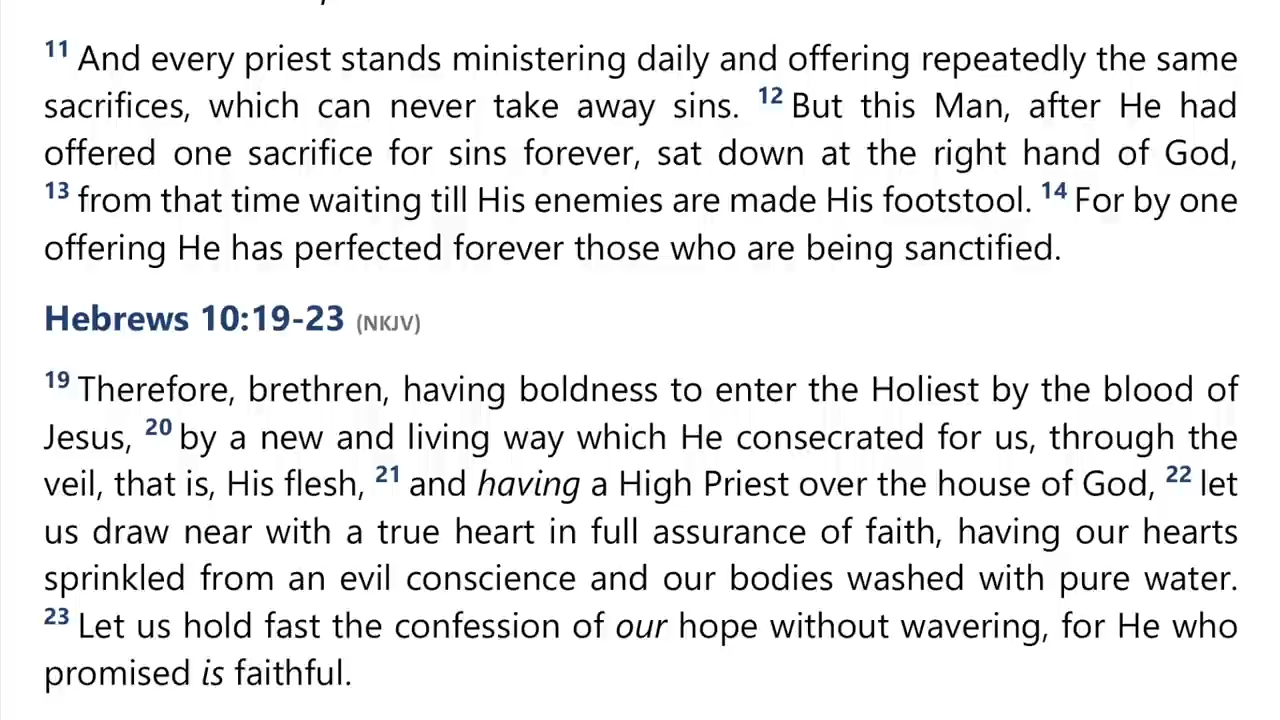 11 And every priest stands ministering daily and offering repeatedly the same
sacrifices, which can never take away sins. 12 But this Man, after He had
offered one sacrifice for sins forever, sat down at the right hand of God,
13 from that time waiting till His enemies are made His footstool. 14 For by one
offering He has perfected forever those who are being sanctified.
Hebrews 10:19-23 (NKJV)
19 Therefore, brethren, having boldness to enter the Holiest by the blood of
Jesus, 20 by a new and living way which He consecrated for us, through the
veil, that is, His flesh, 21 and having a High Priest over the house of God, 22 let
us draw near with a true heart in full assurance of faith, having our hearts
sprinkled from an evil conscience and our bodies washed with pure water.
23 Let us hold fast the confession of our hope without wavering, for He who
promised is faithful.